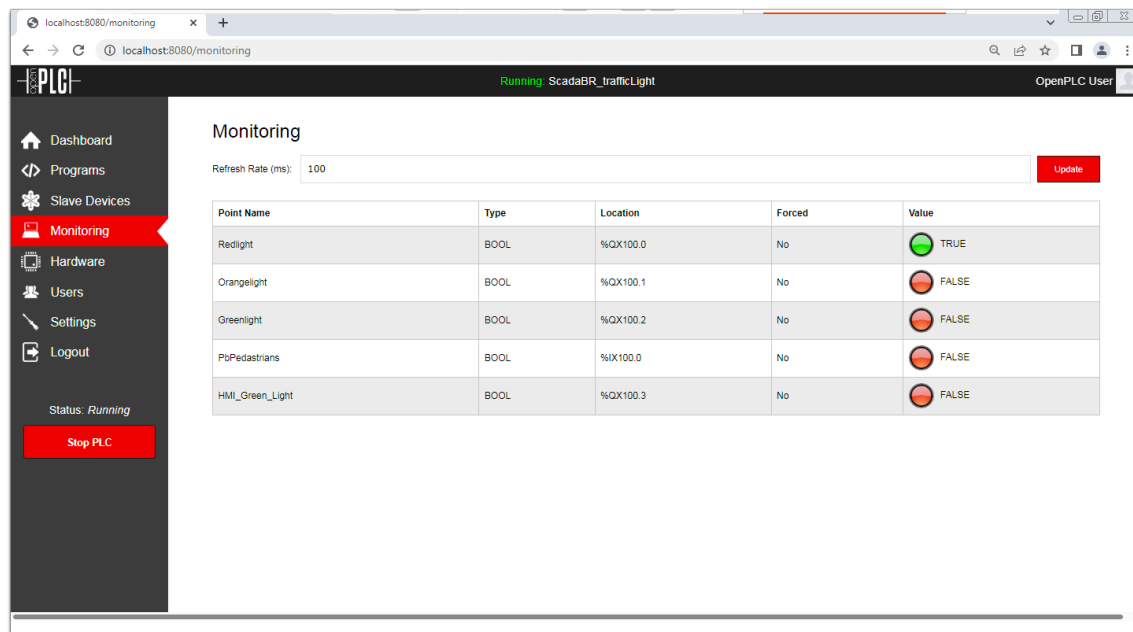 localhost:8080/monitoring
localhost:8080/monitoring
OPEN PLC
Running: ScadaBR_trafficLight
OpenPLC User
Dashboard
Programs
Slave Devices
Monitoring
Hardware
Users
Settings
Logout
Status: Running
Stop PLC
Monitoring
Refresh Rate (ms): 100 Update
Point Name Type Location Forced Value
Redlight BOOL %QX100.0 No TRUE
Orangelight BOOL %QX100.1 No FALSE
Greenlight BOOL %QX100.2 No FALSE
PbPedastrians BOOL %IX100.0 No FALSE
HMI_Green_Light BOOL %QX100.3 No FALSE